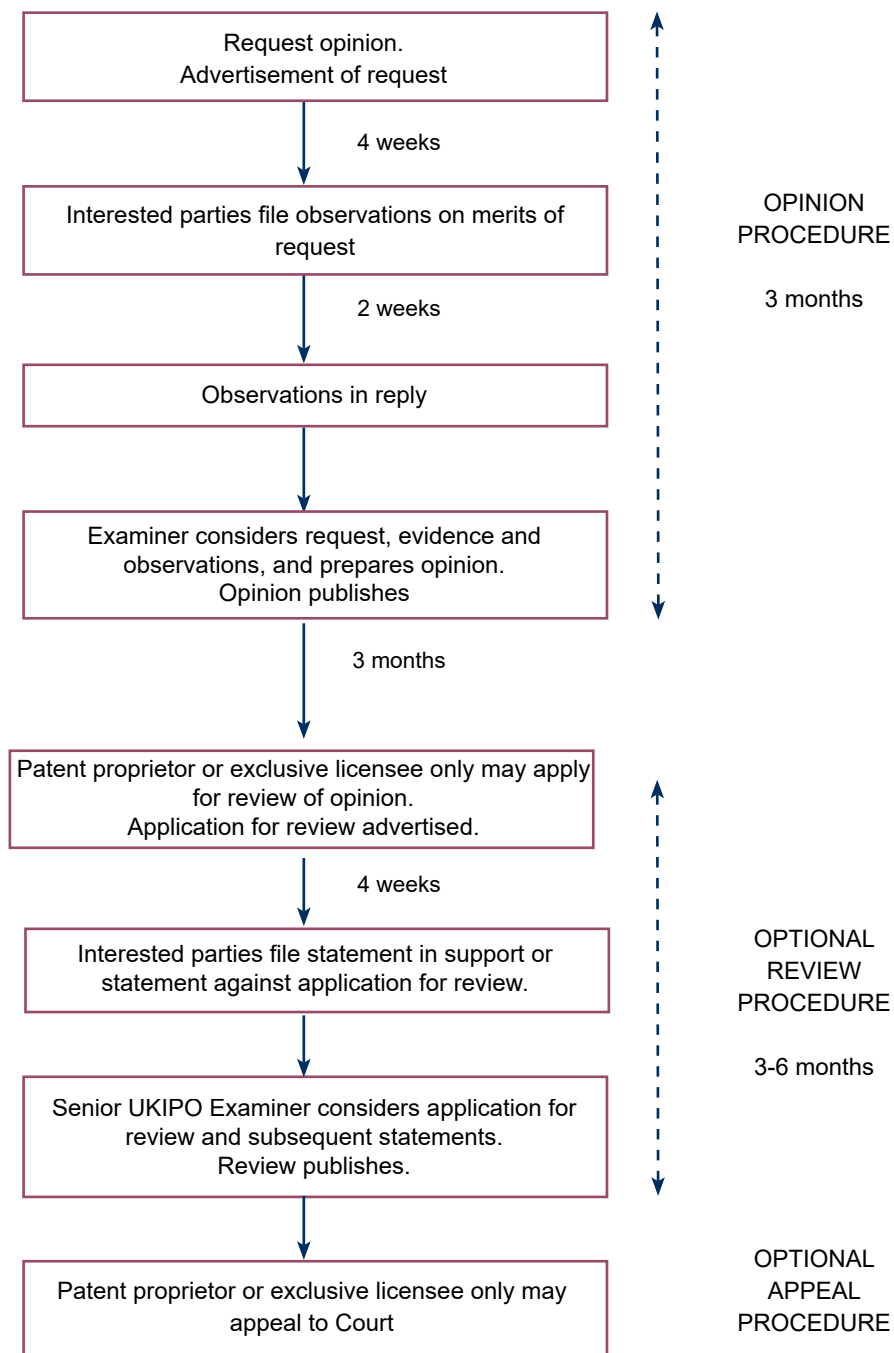 Request opinion.
Advertisement of request
4 weeks
Interested parties file observations on merits of
request
2 weeks
Observations in reply
Examiner considers request, evidence and
observations, and prepares opinion.
Opinion publishes
OPINION
PROCEDURE
3 months
3 months
Patent proprietor or exclusive licensee only may apply
for review of opinion.
Application for review advertised.
4 weeks
Interested parties file statement in support or
statement against application for review.
Senior UKIPO Examiner considers application for
review and subsequent statements.
Review publishes.
OPTIONAL
REVIEW
PROCEDURE
3-6 months
Patent proprietor or exclusive licensee only may
appeal to Court
OPTIONAL
APPEAL
PROCEDURE